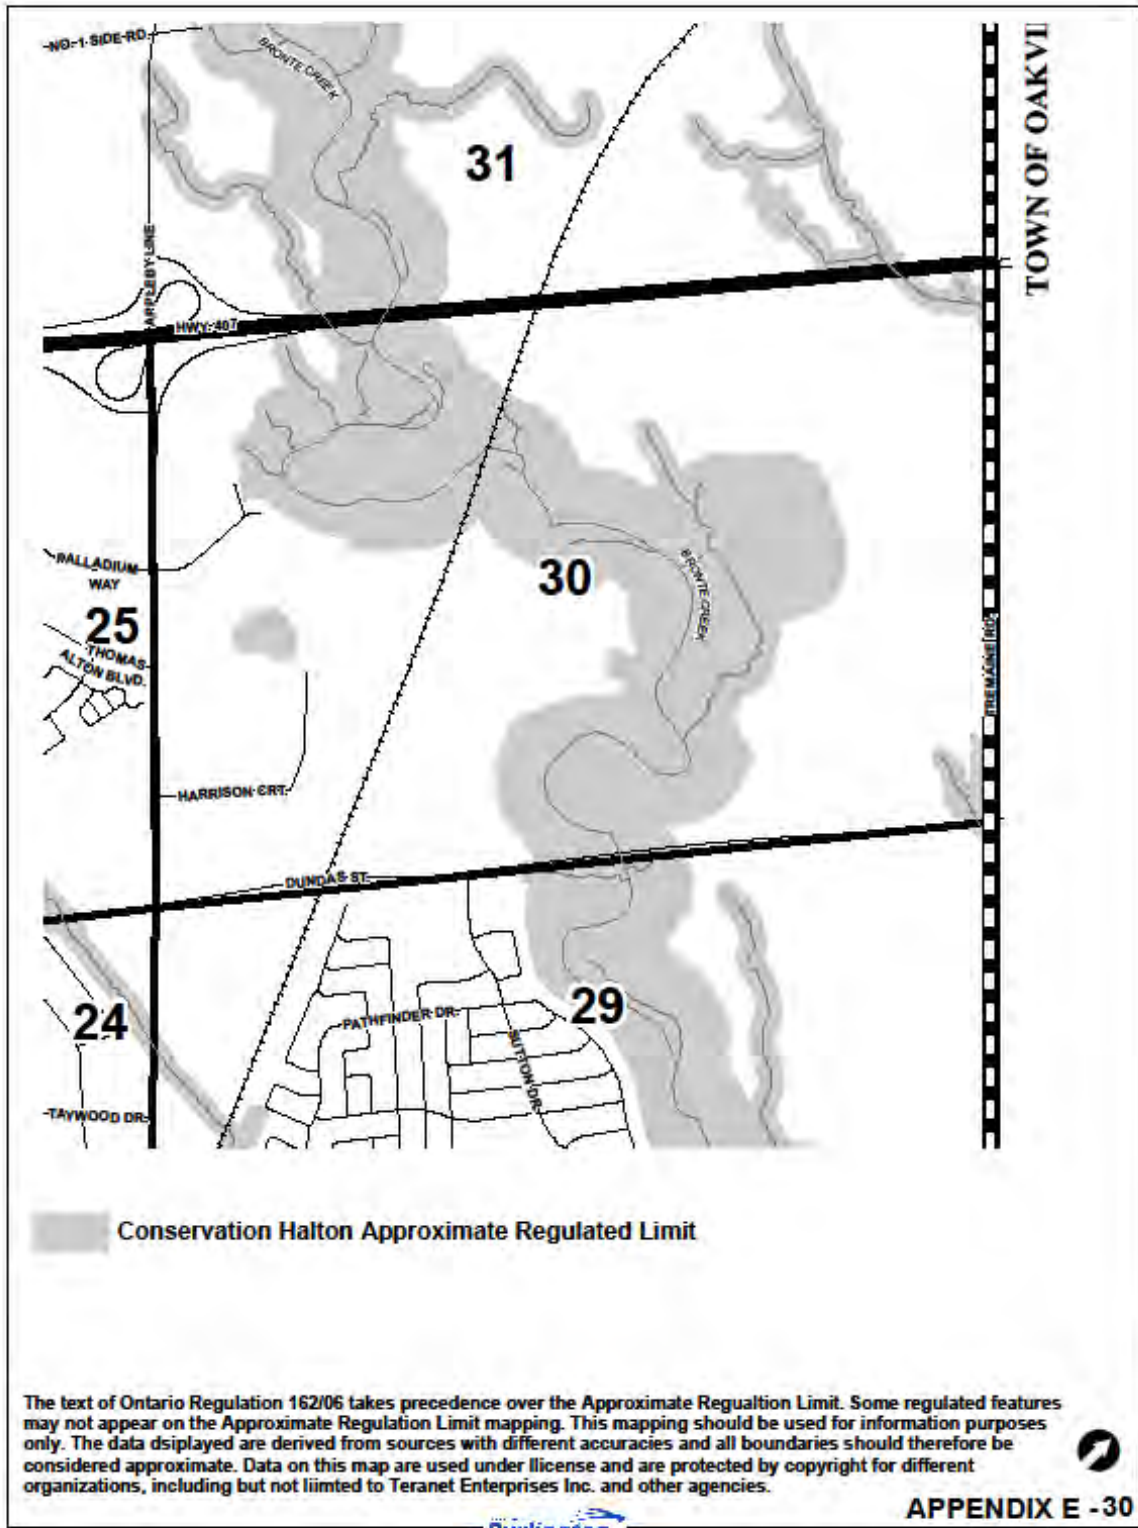 NO. 1 SIDE RD.
BRONTE CREEK
31
TOWN OF OAKVI
APPLEBY LINE
HWY 407
PALLADIUM
WAY
30
BRONTE CREEK
25
THOMAS
ALTON BLVD.
TREMAINE RD.
HARRISON CRT.
DUNDAS ST.
24
PATHFINDER DR.
29
SUTTON DR.
TAYWOOD DR.
Conservation Halton Approximate Regulated Limit
The text of Ontario Regulation 162/06 takes precedence over the Approximate Regualtion Limit. Some regulated features
may not appear on the Approximate Regulation Limit mapping. This mapping should be used for information purposes
only. The data dsiplayed are derived from sources with different accuracies and all boundaries should therefore be
considered approximate. Data on this map are used under llicense and are protected by copyright for different
organizations, including but not liimted to Teranet Enterprises Inc. and other agencies.
APPENDIX E - 30